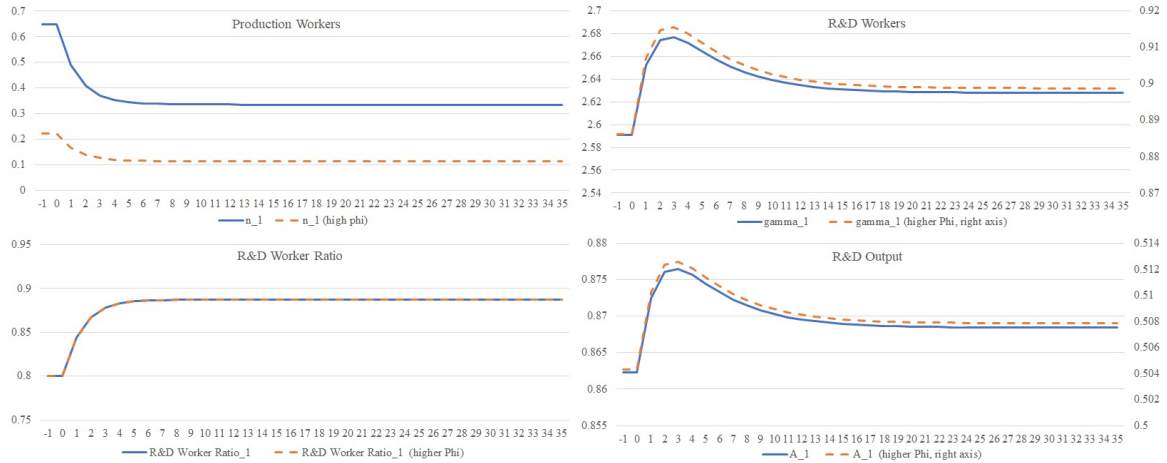 Production Workers
0.7
0.6
0.5
0.4
0.3
0.2
0.1
0
-1 0 1 2 3 4 5 6 7 8 9 10 11 12 13 14 15 16 17 18 19 20 21 22 23 24 25 26 27 28 29 30 31 32 33 34 35
n_1 n_1 (high phi)
R&D Workers
2.7 0.92
2.68 0.91
2.66
2.64 0.9
2.62 0.89
2.6
2.58 0.88
2.56
2.54 0.87
-1 0 1 2 3 4 5 6 7 8 9 10 11 12 13 14 15 16 17 18 19 20 21 22 23 24 25 26 27 28 29 30 31 32 33 34 35
gamma_1 gamma_1 (higher Phi, right axis)
R&D Worker Ratio
0.95
0.9
0.85
0.8
0.75
-1 0 1 2 3 4 5 6 7 8 9 10 11 12 13 14 15 16 17 18 19 20 21 22 23 24 25 26 27 28 29 30 31 32 33 34 35
R&D Worker Ratio_1 R&D Worker Ratio_1 (higher Phi)
R&D Output
0.88 0.514
0.875 0.512
0.51
0.87 0.508
0.865 0.506
0.504
0.86 0.502
0.855 0.5
-1 0 1 2 3 4 5 6 7 8 9 10 11 12 13 14 15 16 17 18 19 20 21 22 23 24 25 26 27 28 29 30 31 32 33 34 35
A_1 A_1 (higher Phi, right axis)